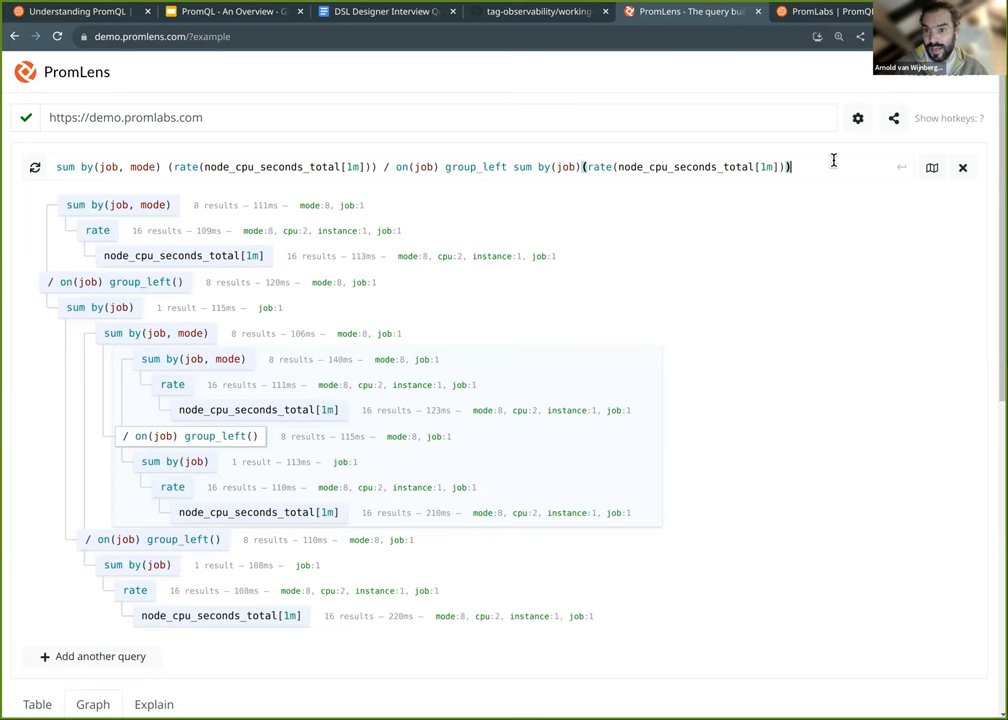 Understanding PromQL |
PromQL - An Overview - G
DSL Designer Interview Q
tag-observability/working
PromLens - The query bui
PromLabs | PromQL
demo.promlens.com/?example
Arnold van Wijnberg...
PromLens
https://demo.promlabs.com
Show hotkeys: ?
sum by(job, mode) (rate(node_cpu_seconds_total[1m])) / on(job) group_left sum by(job)(rate(node_cpu_seconds_total[1m]))
sum by(job, mode) 8 results – 111ms – mode:8, job:1
rate 16 results – 109ms – mode:8, cpu:2, instance:1, job:1
node_cpu_seconds_total[1m] 16 results – 113ms – mode:8, cpu:2, instance:1, job:1
/ on(job) group_left() 8 results – 120ms – mode:8, job:1
sum by(job) 1 result – 115ms – job:1
sum by(job, mode) 8 results – 106ms – mode:8, job:1
sum by(job, mode) 8 results – 140ms – mode:8, job:1
rate 16 results – 111ms – mode:8, cpu:2, instance:1, job:1
node_cpu_seconds_total[1m] 16 results – 123ms – mode:8, cpu:2, instance:1, job:1
/ on(job) group_left() 8 results – 115ms – mode:8, job:1
sum by(job) 1 result – 113ms – job:1
rate 16 results – 110ms – mode:8, cpu:2, instance:1, job:1
node_cpu_seconds_total[1m] 16 results – 210ms – mode:8, cpu:2, instance:1, job:1
/ on(job) group_left() 8 results – 110ms – mode:8, job:1
sum by(job) 1 result – 108ms – job:1
rate 16 results – 108ms – mode:8, cpu:2, instance:1, job:1
node_cpu_seconds_total[1m] 16 results – 220ms – mode:8, cpu:2, instance:1, job:1
+ Add another query
Table Graph Explain